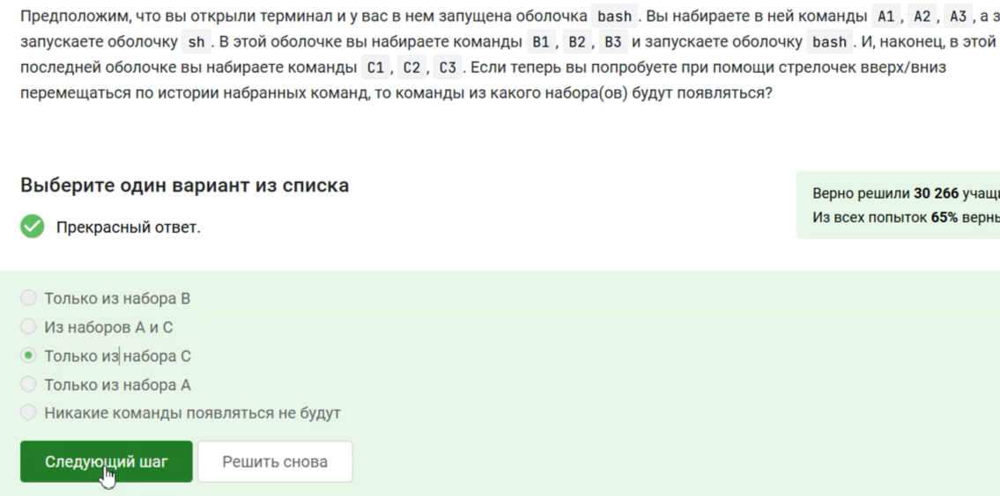 Предположим, что вы открыли терминал и у вас в нем запущена оболочка bash . Вы набираете в ней команды A1 , A2 , A3 , а з
запускаете оболочку sh . В этой оболочке вы набираете команды B1 , B2 , B3 и запускаете оболочку bash . И, наконец, в этой
последней оболочке вы набираете команды C1 , C2 , C3 . Если теперь вы попробуете при помощи стрелочек вверх/вниз
перемещаться по истории набранных команд, то команды из какого набора(ов) будут появляться?
Выберите один вариант из списка
Верно решили 30 266 учащи
Прекрасный ответ.
Из всех попыток 65% верны
Только из набора B
Из наборов A и C
Только из набора C
Только из набора A
Никакие команды появляться не будут
Следующий шаг
Решить снова